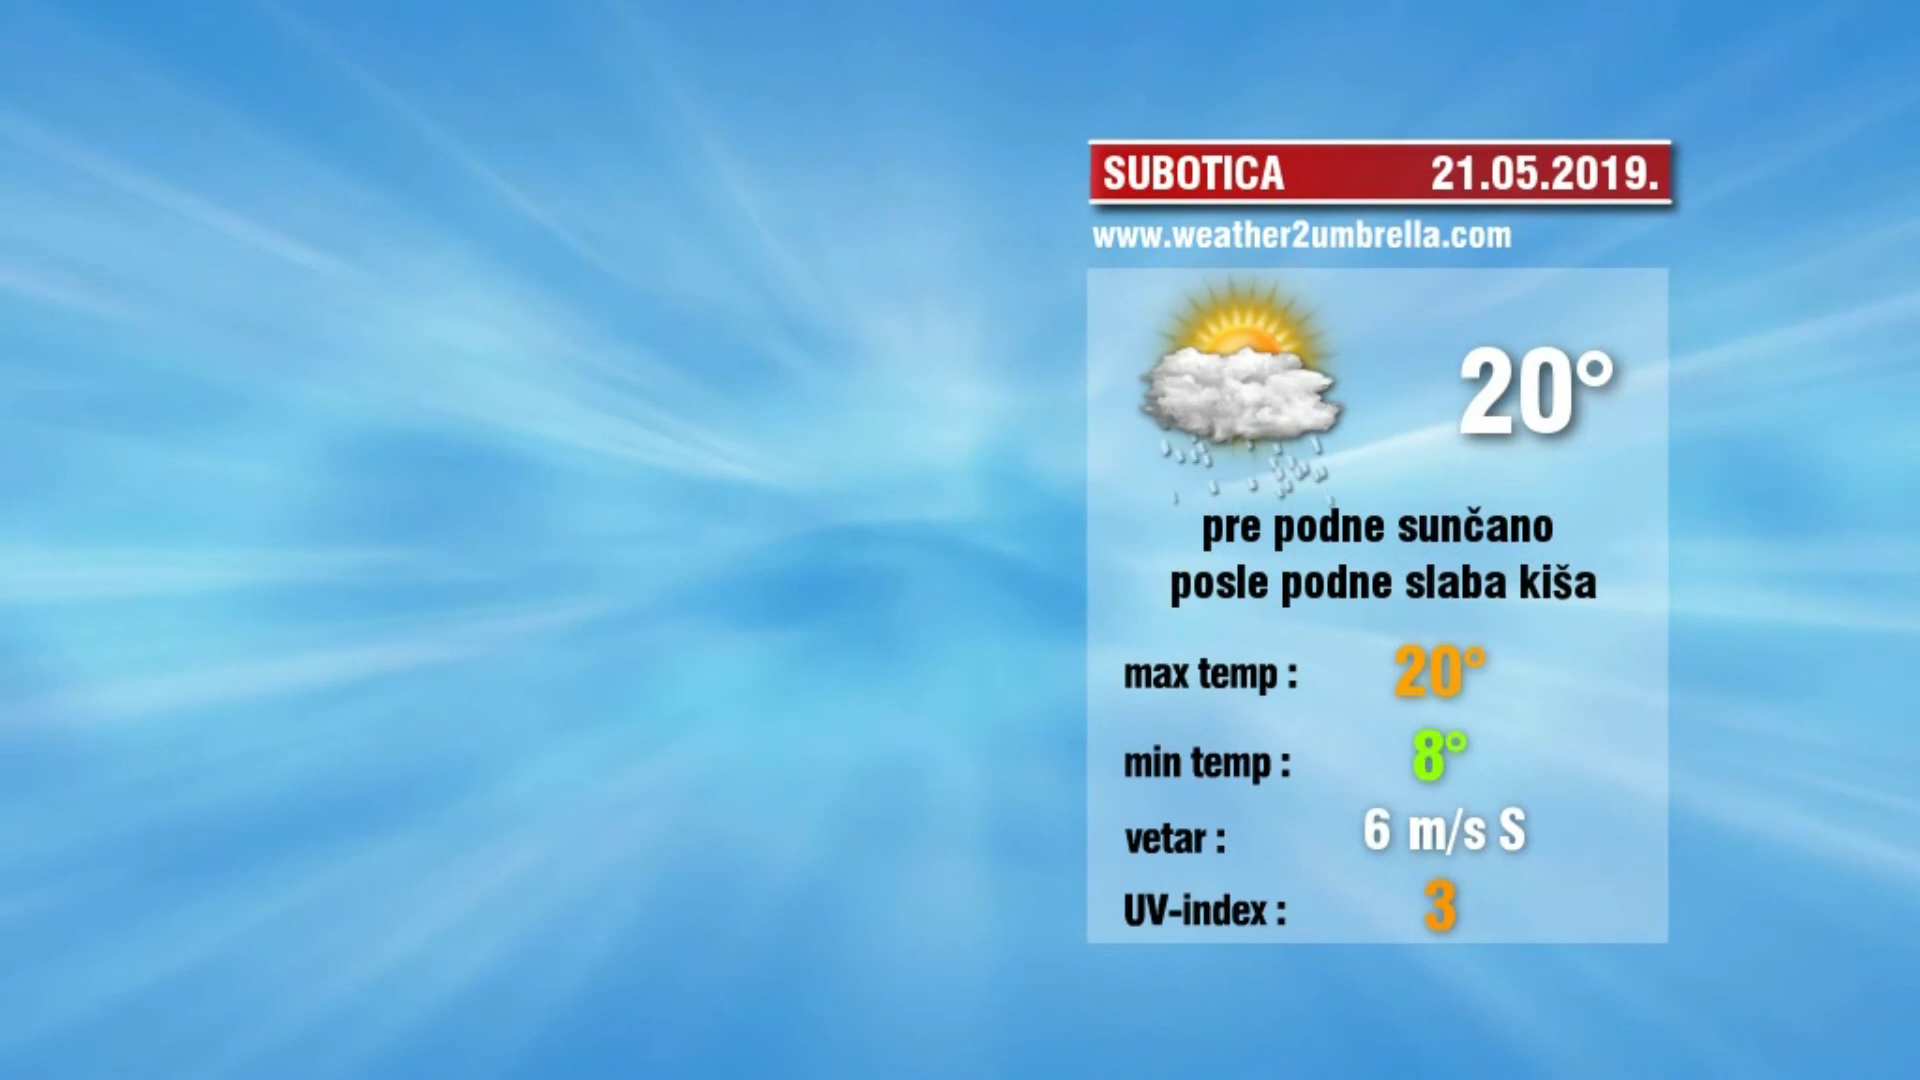 SUBOTICA 21.05.2019.
www.weather2umbrella.com
20°
pre podne sunčano
posle podne slaba kiša
max temp : 20°
min temp : 8°
vetar : 6 m/s S
UV-index : 3